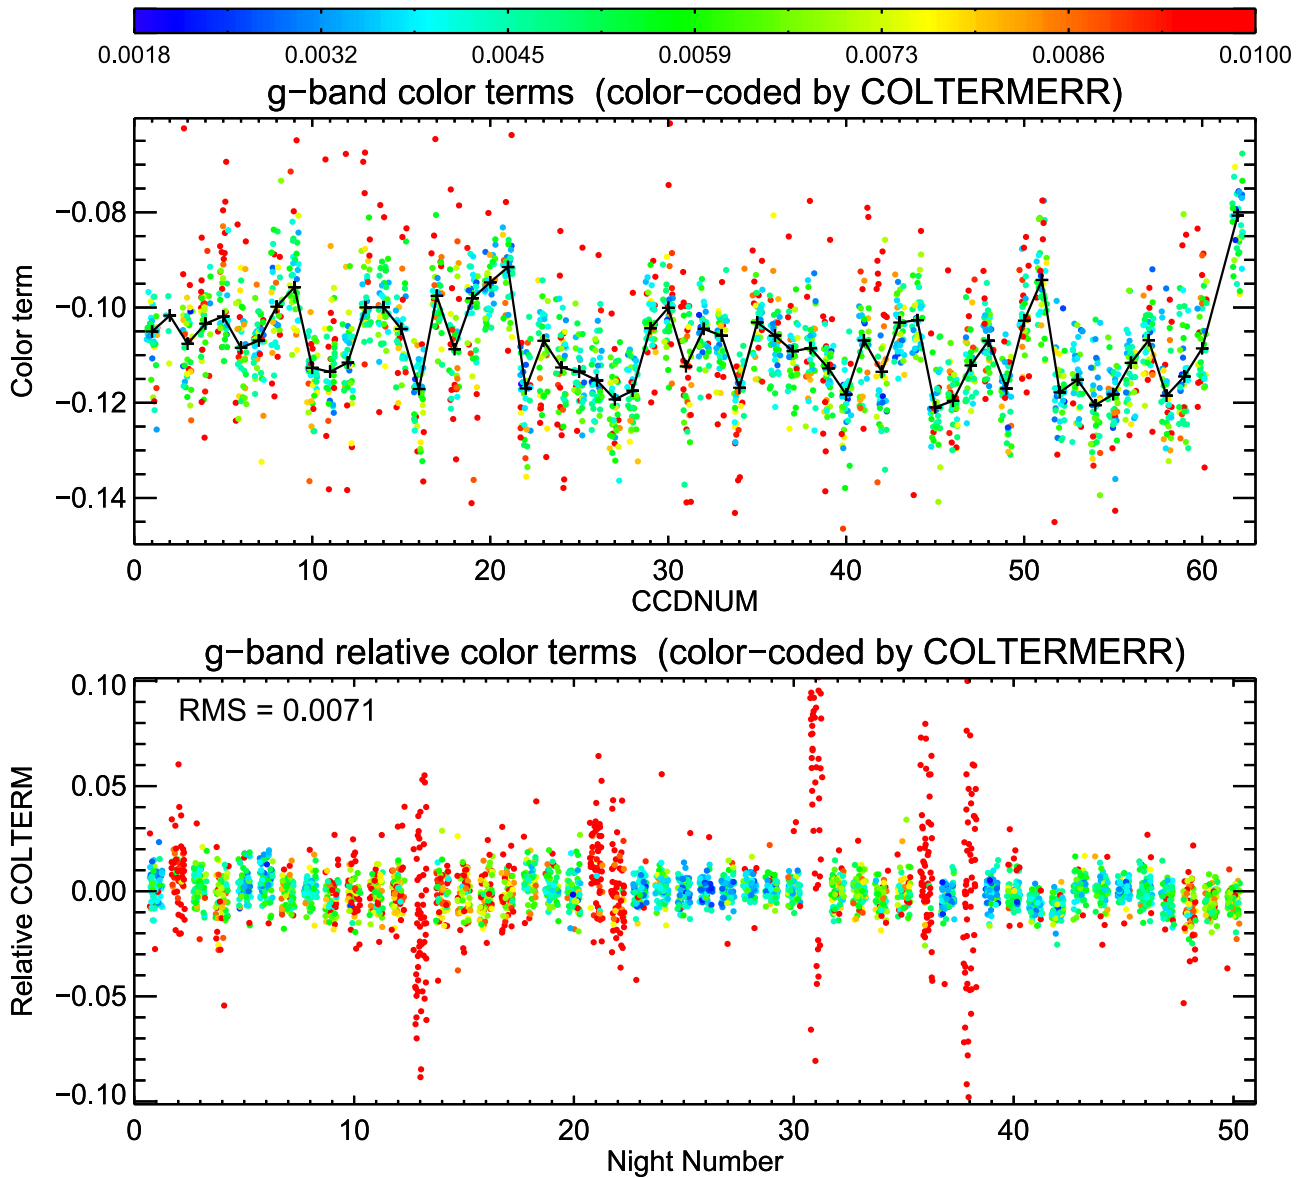 0.0018 0.0032 0.0045 0.0059 0.0073 0.0086 0.0100
g−band color terms (color−coded by COLTERMERR)
−0.08
−0.10
−0.12
−0.14
Color term
0 10 20 30 40 50 60
CCDNUM
g−band relative color terms (color−coded by COLTERMERR)
RMS = 0.0071
0.10
0.05
0.00
−0.05
−0.10
Relative COLTERM
0 10 20 30 40 50
Night Number